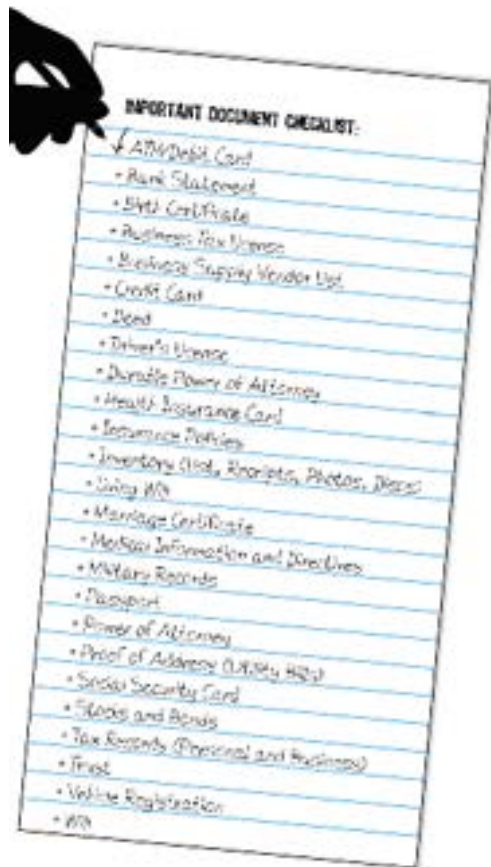 IMPORTANT DOCUMENT CHECKLIST:
ATM/Debit Card
• Bank Statement
• Birth Certificate
• Business Tax License
• Business Supply Vendor List
• Credit Card
• Deed
• Driver's License
• Durable Power of Attorney
• Health Insurance Card
• Insurance Policies
• Inventory (List, Receipts, Photos, Discs)
• Living Will
• Marriage Certificate
• Medical Information and Directives
• Military Records
• Passport
• Power of Attorney
• Proof of Address (Utility Bills)
• Social Security Card
• Stocks and Bonds
• Tax Records (Personal and Business)
• Trust
• Vehicle Registration
• Will